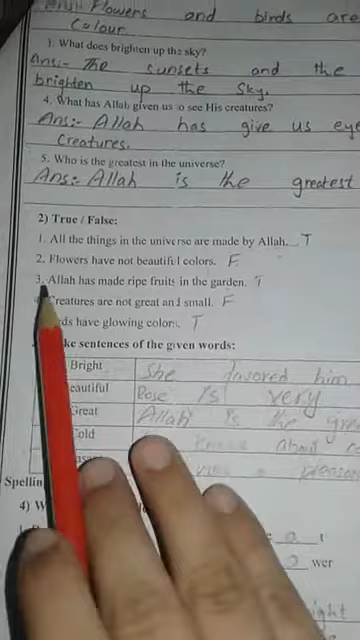 Flowers and birds are
Colour
3. What does brighten up the sky?
Ans:- The sunsets and the
brighten up the Sky.
4. What has Allah given us to see His creatures?
Ans:- Allah has give us eye
Creatures.
5. Who is the greatest in the universe?
Ans:- Allah is the greatest
2) True / False:
1. All the things in the universe are made by Allah. T
2. Flowers have not beautiful colors. F
3. Allah has made ripe fruits in the garden. T
Creatures are not great and small. F
have glowing colors. T
sentences of the given words:
Bright She favored him
eautiful Rose is very
Great Allah is the gre
about
Spellin
4) W
wer